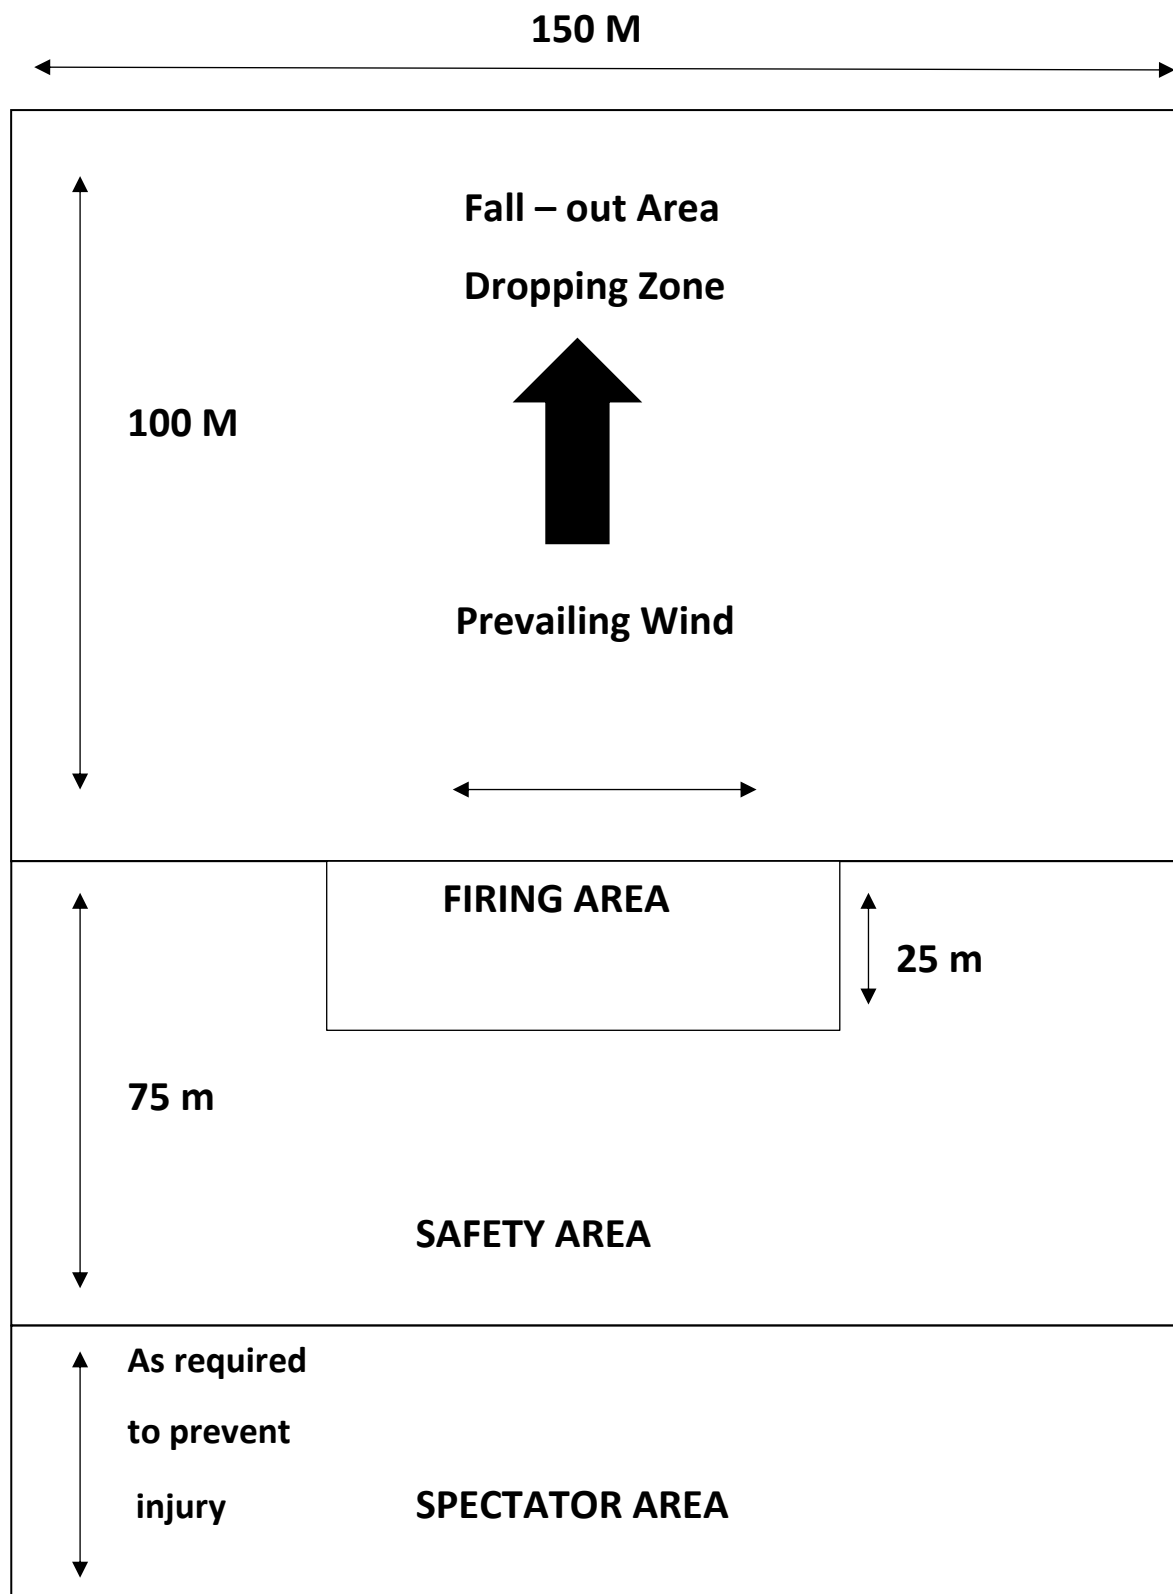 150 M
Fall – out Area
Dropping Zone
100 M
Prevailing Wind
FIRING AREA
25 m
75 m
SAFETY AREA
As required
to prevent
injury
SPECTATOR AREA